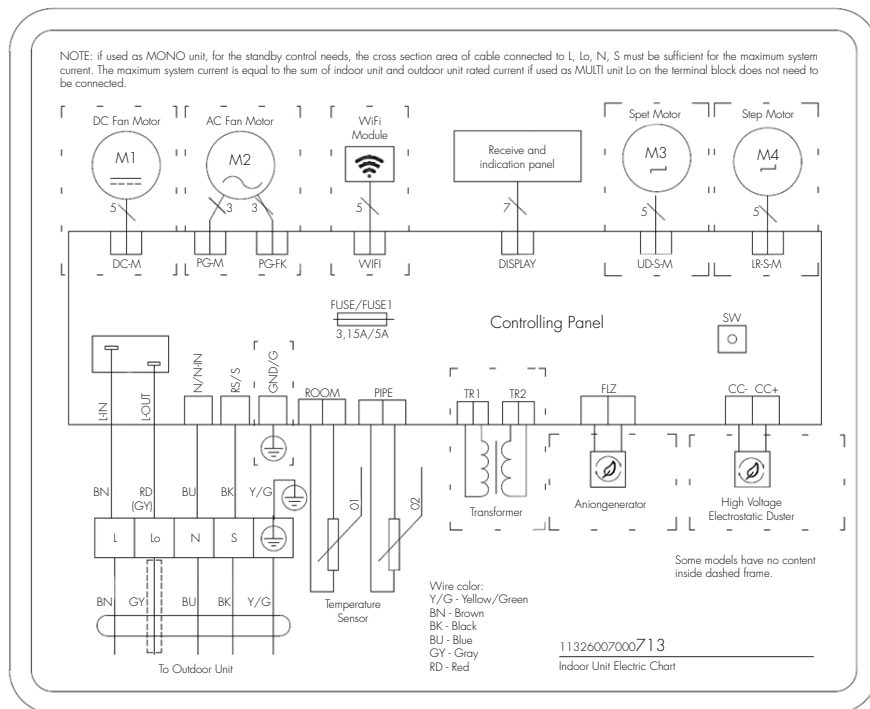 NOTE: if used as MONO unit, for the standby control needs, the cross section area of cable connected to L, Lo, N, S must be sufficient for the maximum system
current. The maximum system current is equal to the sum of indoor unit and outdoor unit rated current if used as MULTI unit Lo on the terminal block does not need to
be connected.
DC Fan Motor
AC Fan Motor
WiFi
Module
Spet Motor
Step Motor
M1
M2
Receive and
indication panel
M3
M4
5
3
3
5
7
5
5
DC-M
PG-M
PG-FK
WIFI
DISPLAY
UD-S-M
LR-S-M
FUSE/FUSE1
3,15A/5A
Controlling Panel
SW
L-IN
L-OUT
N/N-IN
RS/S
GND/G
ROOM
PIPE
TR1
TR2
FLZ
CC-
CC+
BN
RD
(GY)
BU
BK
Y/G
01
02
Transformer
Aniongenerator
High Voltage
Electrostatic Duster
L
Lo
N
S
Some models have no content
inside dashed frame.
BN
GY
BU
BK
Y/G
Temperature
Sensor
To Outdoor Unit
Wire color:
Y/G - Yellow/Green
BN - Brown
BK - Black
BU - Blue
GY - Gray
RD - Red
11326007000713
Indoor Unit Electric Chart